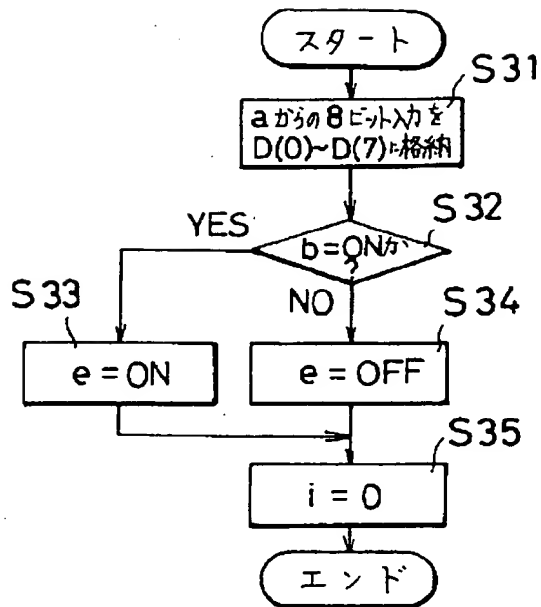 スタート
S31
aからの8ビット入力を
D(0)~D(7)に格納
S32
YES
b=ONか
?
NO
S33
S34
e=ON
e=OFF
S35
i=0
エンド